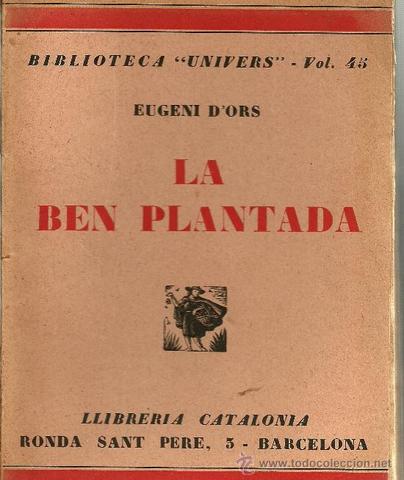 BIBLIOTECA "UNIVERS" - Vol. 45
EUGENI D'ORS
LA
BEN PLANTADA
LLIBRERIA CATALONIA
RONDA SANT PERE, 3 - BARCELONA
www.todocoleccion.net